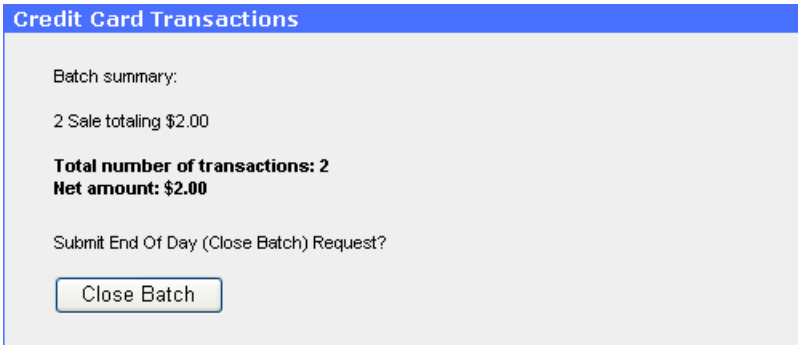 Credit Card Transactions
Batch summary:
2 Sale totaling $2.00
Total number of transactions: 2
Net amount: $2.00
Submit End Of Day (Close Batch) Request?
Close Batch